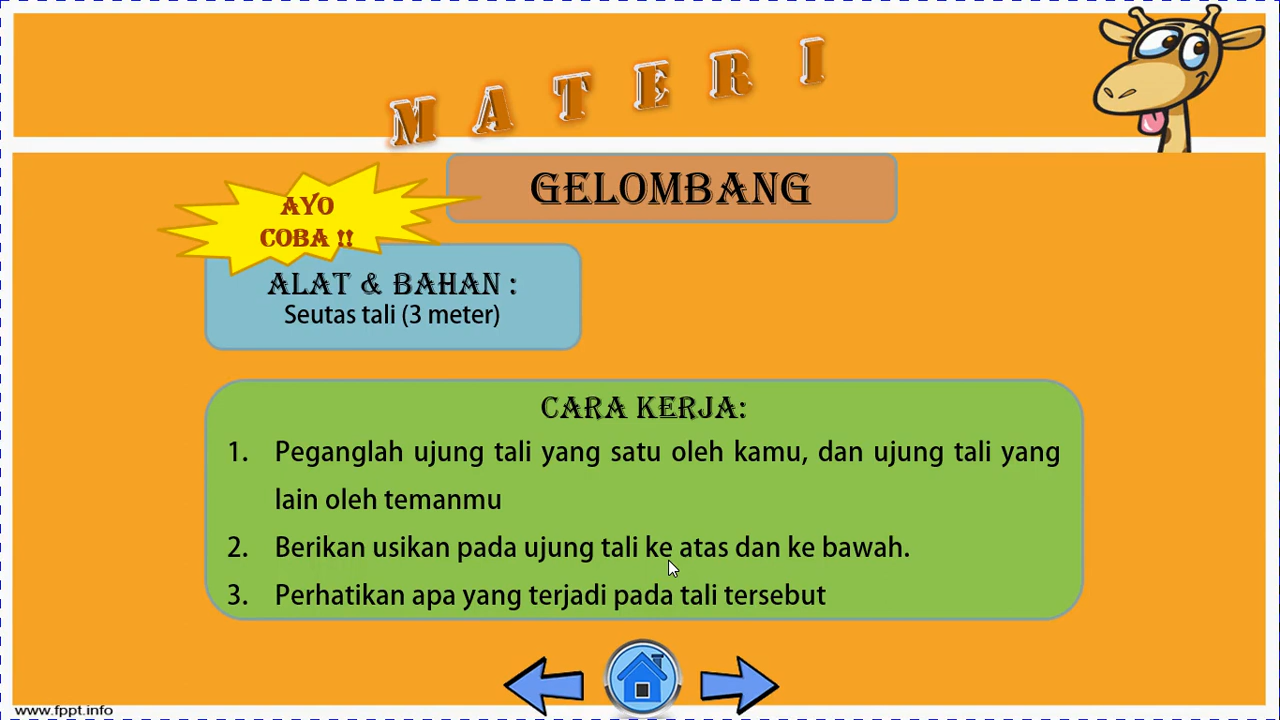 MATERI
GELOMBANG
AYO
COBA !!
ALAT & BAHAN :
Seutas tali (3 meter)
CARA KERJA:
1. Peganglah ujung tali yang satu oleh kamu, dan ujung tali yang
lain oleh temanmu
2. Berikan usikan pada ujung tali ke atas dan ke bawah.
3. Perhatikan apa yang terjadi pada tali tersebut
www.fppt.info